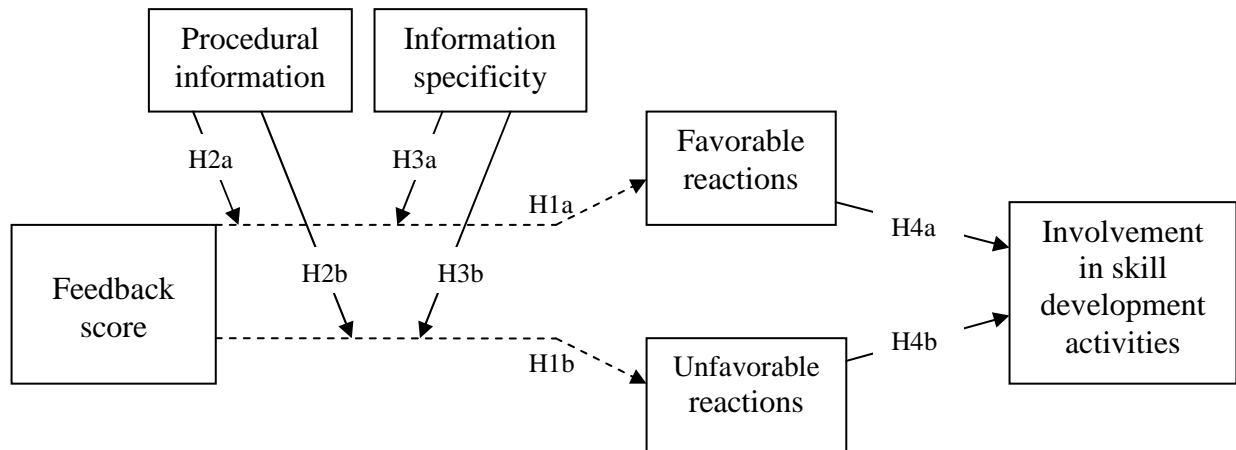 Procedural
information
Information
specificity
H2a
H3a
Favorable
reactions
H1a
H4a
Feedback
score
H2b
H3b
Involvement
in skill
development
activities
H1b
H4b
Unfavorable
reactions